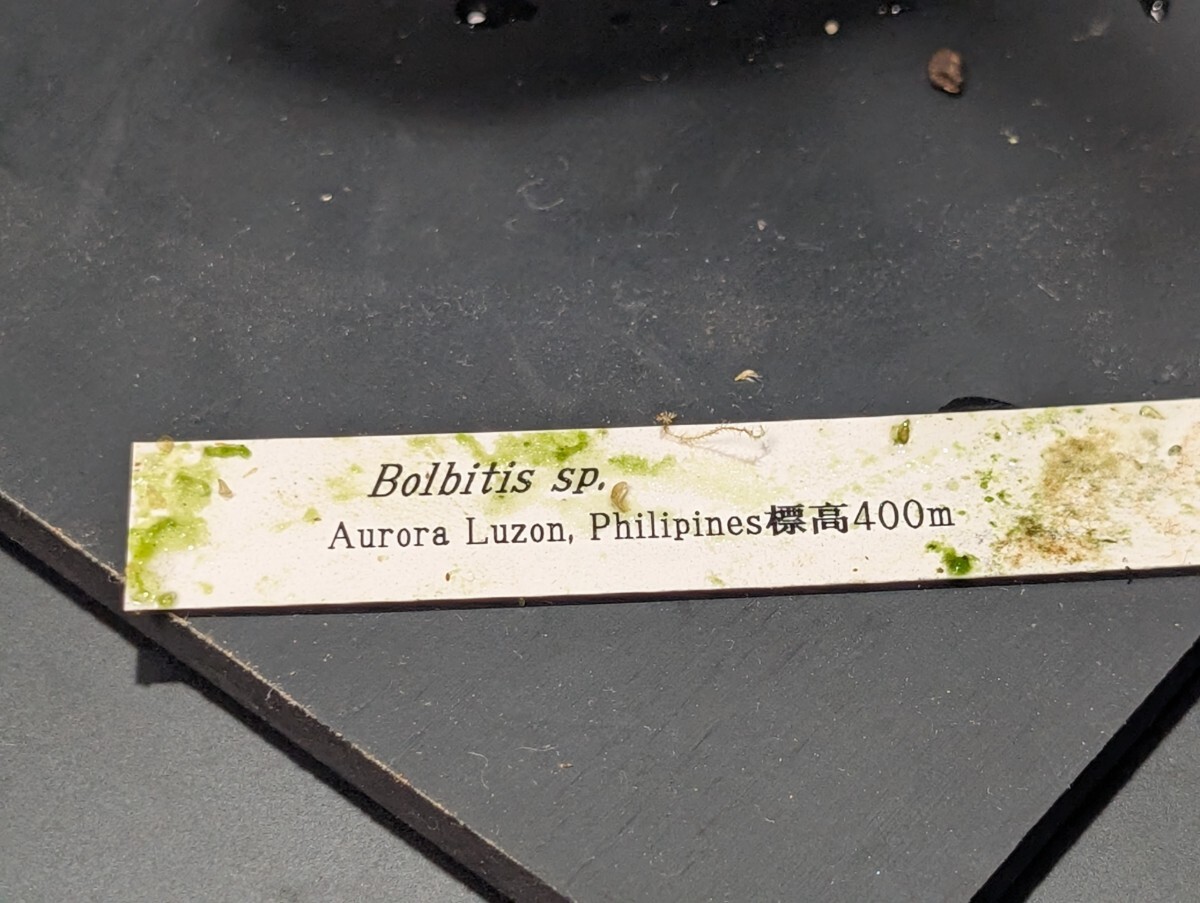 Bolbitis sp.
Aurora Luzon, Philipines標高400m